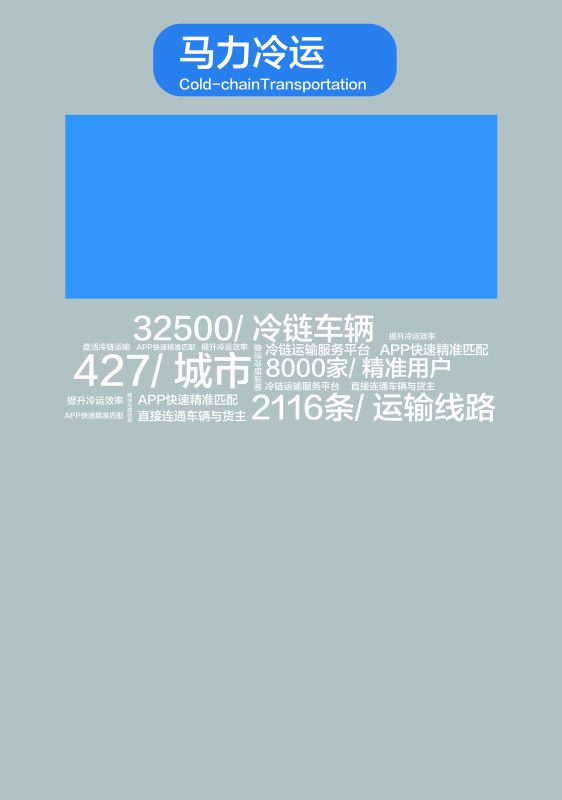 马力冷运
Cold-chainTransportation
32500/ 冷链车辆
提升冷运效率
盘活冷链运输
APP快速精准匹配
提升冷运效率
冷链运输服务平台
APP快速精准匹配
427/ 城市
8000家/ 精准用户
冷链运输服务平台
直接连通车辆与货主
提升冷运效率
APP快速精准匹配
2116条/ 运输线路
APP快速精准匹配
直接连通车辆与货主